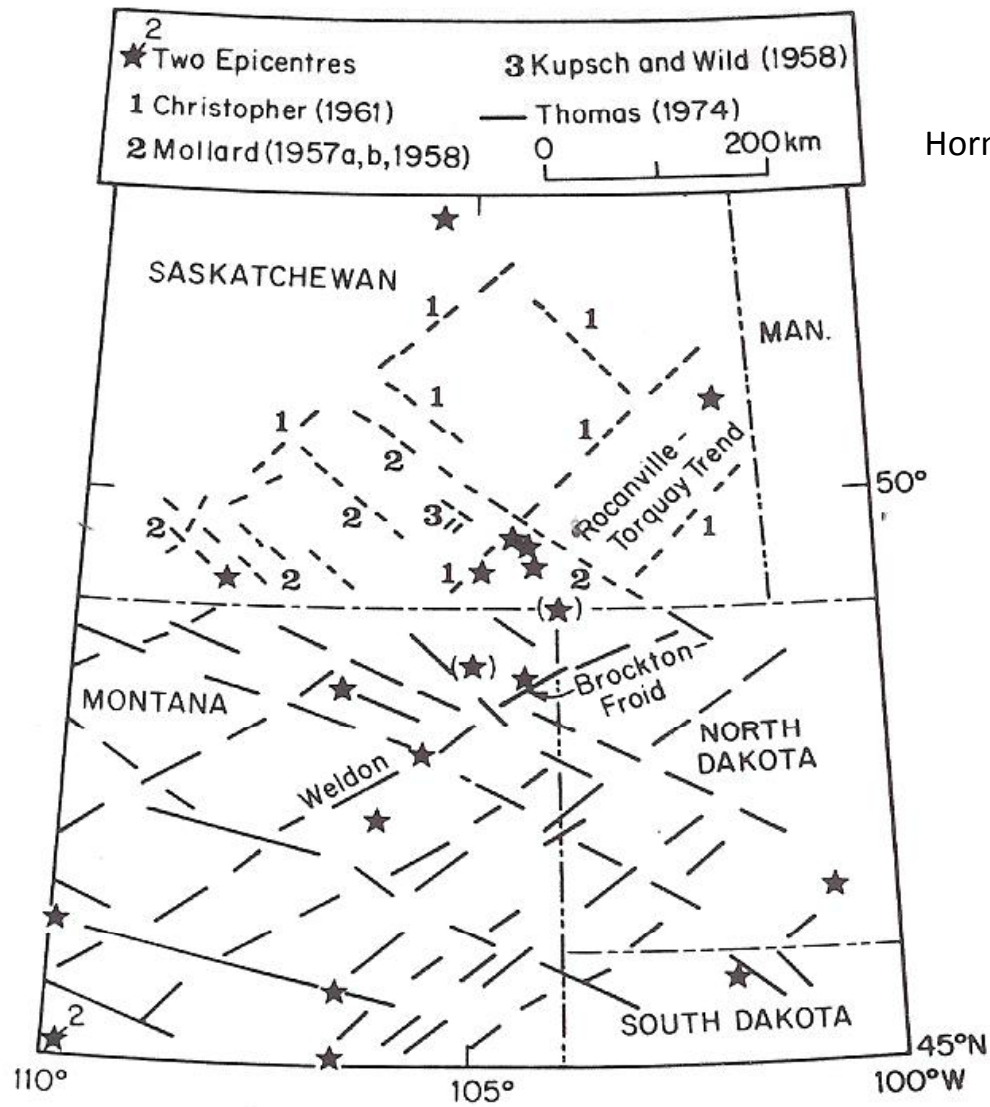 2
Two Epicentres
1 Christopher (1961)
2 Mollard (1957a,b,1958)
3 Kupsch and Wild (1958)
Thomas (1974)
0 200 km
Horn
SASKATCHEWAN
MAN.
1
1
1
1
1
2
2
3
2
2
1
2
1
Rocanville-
Torquay Trend
50°
MONTANA
Brockton-
Froid
Weldon
NORTH
DAKOTA
2
SOUTH DAKOTA
45°N
110°
105°
100°W